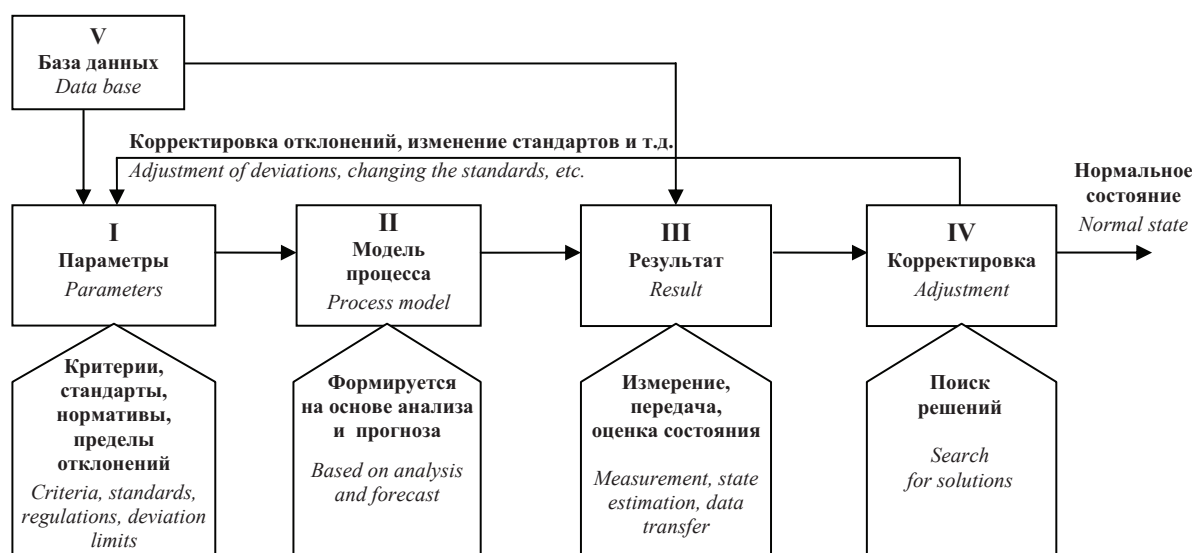 V
База данных
Data base
Корректировка отклонений, изменение стандартов и т.д.
Adjustment of deviations, changing the standards, etc.
Нормальное
состояние
Normal state
I
Параметры
Parameters
II
Модель
процесса
Process model
III
Результат
Result
IV
Корректировка
Adjustment
Критерии,
стандарты,
нормативы,
пределы
отклонений
Criteria, standards,
regulations, deviation
limits
Формируется
на основе анализа
и прогноза
Based on analysis
and forecast
Измерение,
передача,
оценка состояния
Measurement, state
estimation, data
transfer
Поиск
решений
Search
for solutions